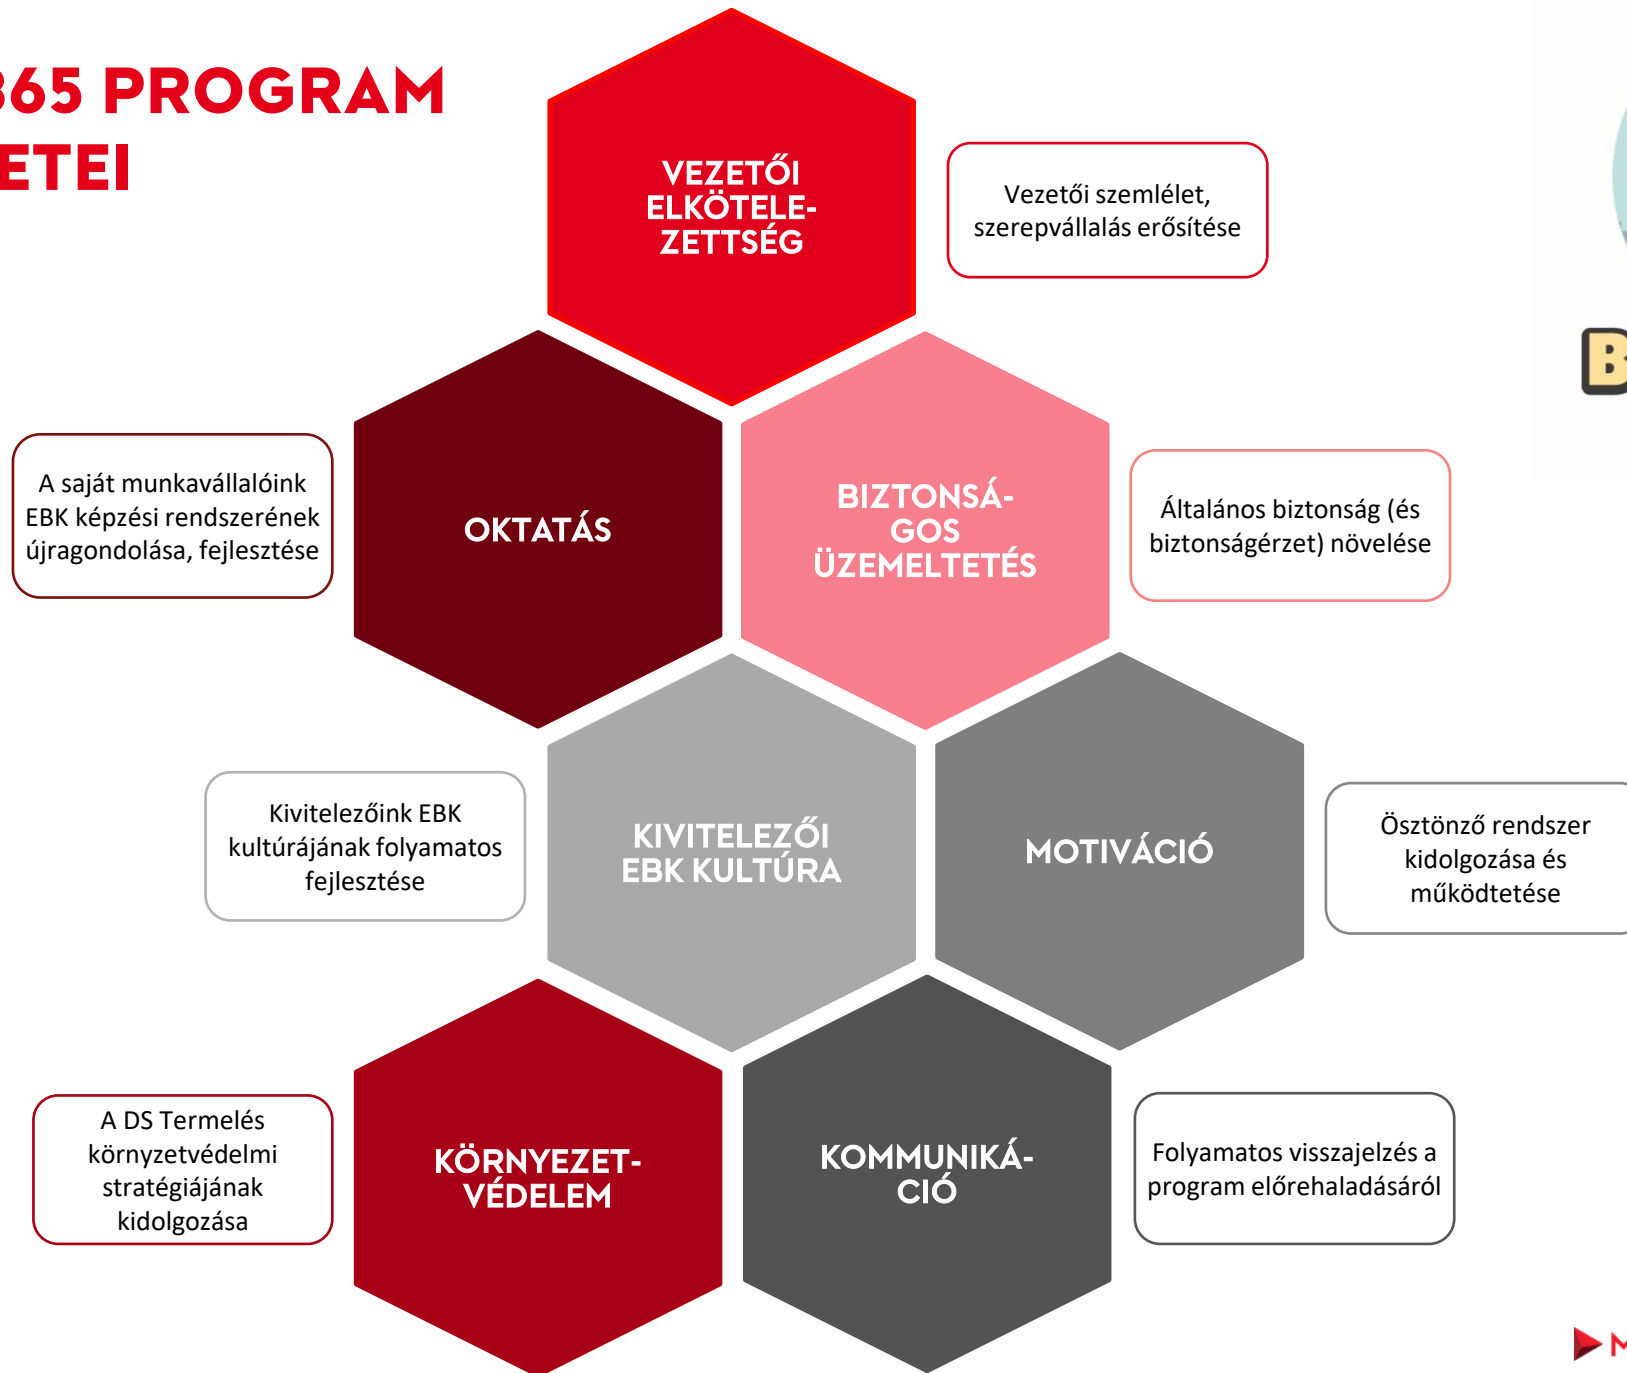 365 PROGRAM
ETEI
VEZETŐI
ELKÖTELE-
ZETTSÉG
Vezetői szemlélet,
szerepvállalás erősítése
OKTATÁS
A saját munkavállalóink
EBK képzési rendszerének
újragondolása, fejlesztése
BIZTONSÁ-
GOS
ÜZEMELTETÉS
Általános biztonság (és
biztonságérzet) növelése
Kivitelezőink EBK
kultúrájának folyamatos
fejlesztése
KIVITELEZŐI
EBK KULTÚRA
MOTIVÁCIÓ
Ösztönző rendszer
kidolgozása és
működtetése
A DS Termelés
környzetvédelmi
stratégiájának
kidolgozása
KÖRNYEZET-
VÉDELEM
KOMMUNIKÁ-
CIÓ
Folyamatos visszajelzés a
program előrehaladásáról